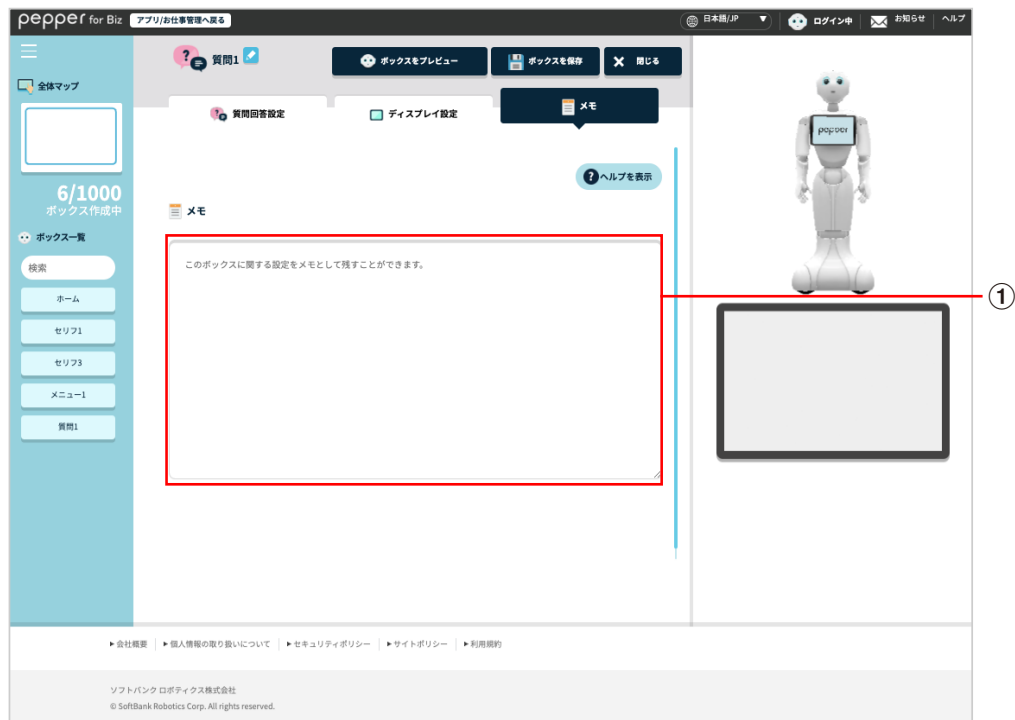 pepper for Biz アプリ/お仕事管理へ戻る 日本語/JP ▼ ログイン中 お知らせ ヘルプ
質問1 ボックスをプレビュー ボックスを保存 閉じる
全体マップ
質問回答設定 ディスプレイ設定 メモ
pepper
ヘルプを表示
6/1000
ボックス作成中
メモ
ボックス一覧
検索
このボックスに関する設定をメモとして残すことができます。
ホーム
①
セリフ1
セリフ3
メニュー1
質問1
▶会社概要 ▶個人情報の取り扱いについて ▶セキュリティポリシー ▶サイトポリシー ▶利用規約
ソフトバンク ロボティクス株式会社
© SoftBank Robotics Corp. All rights reserved.